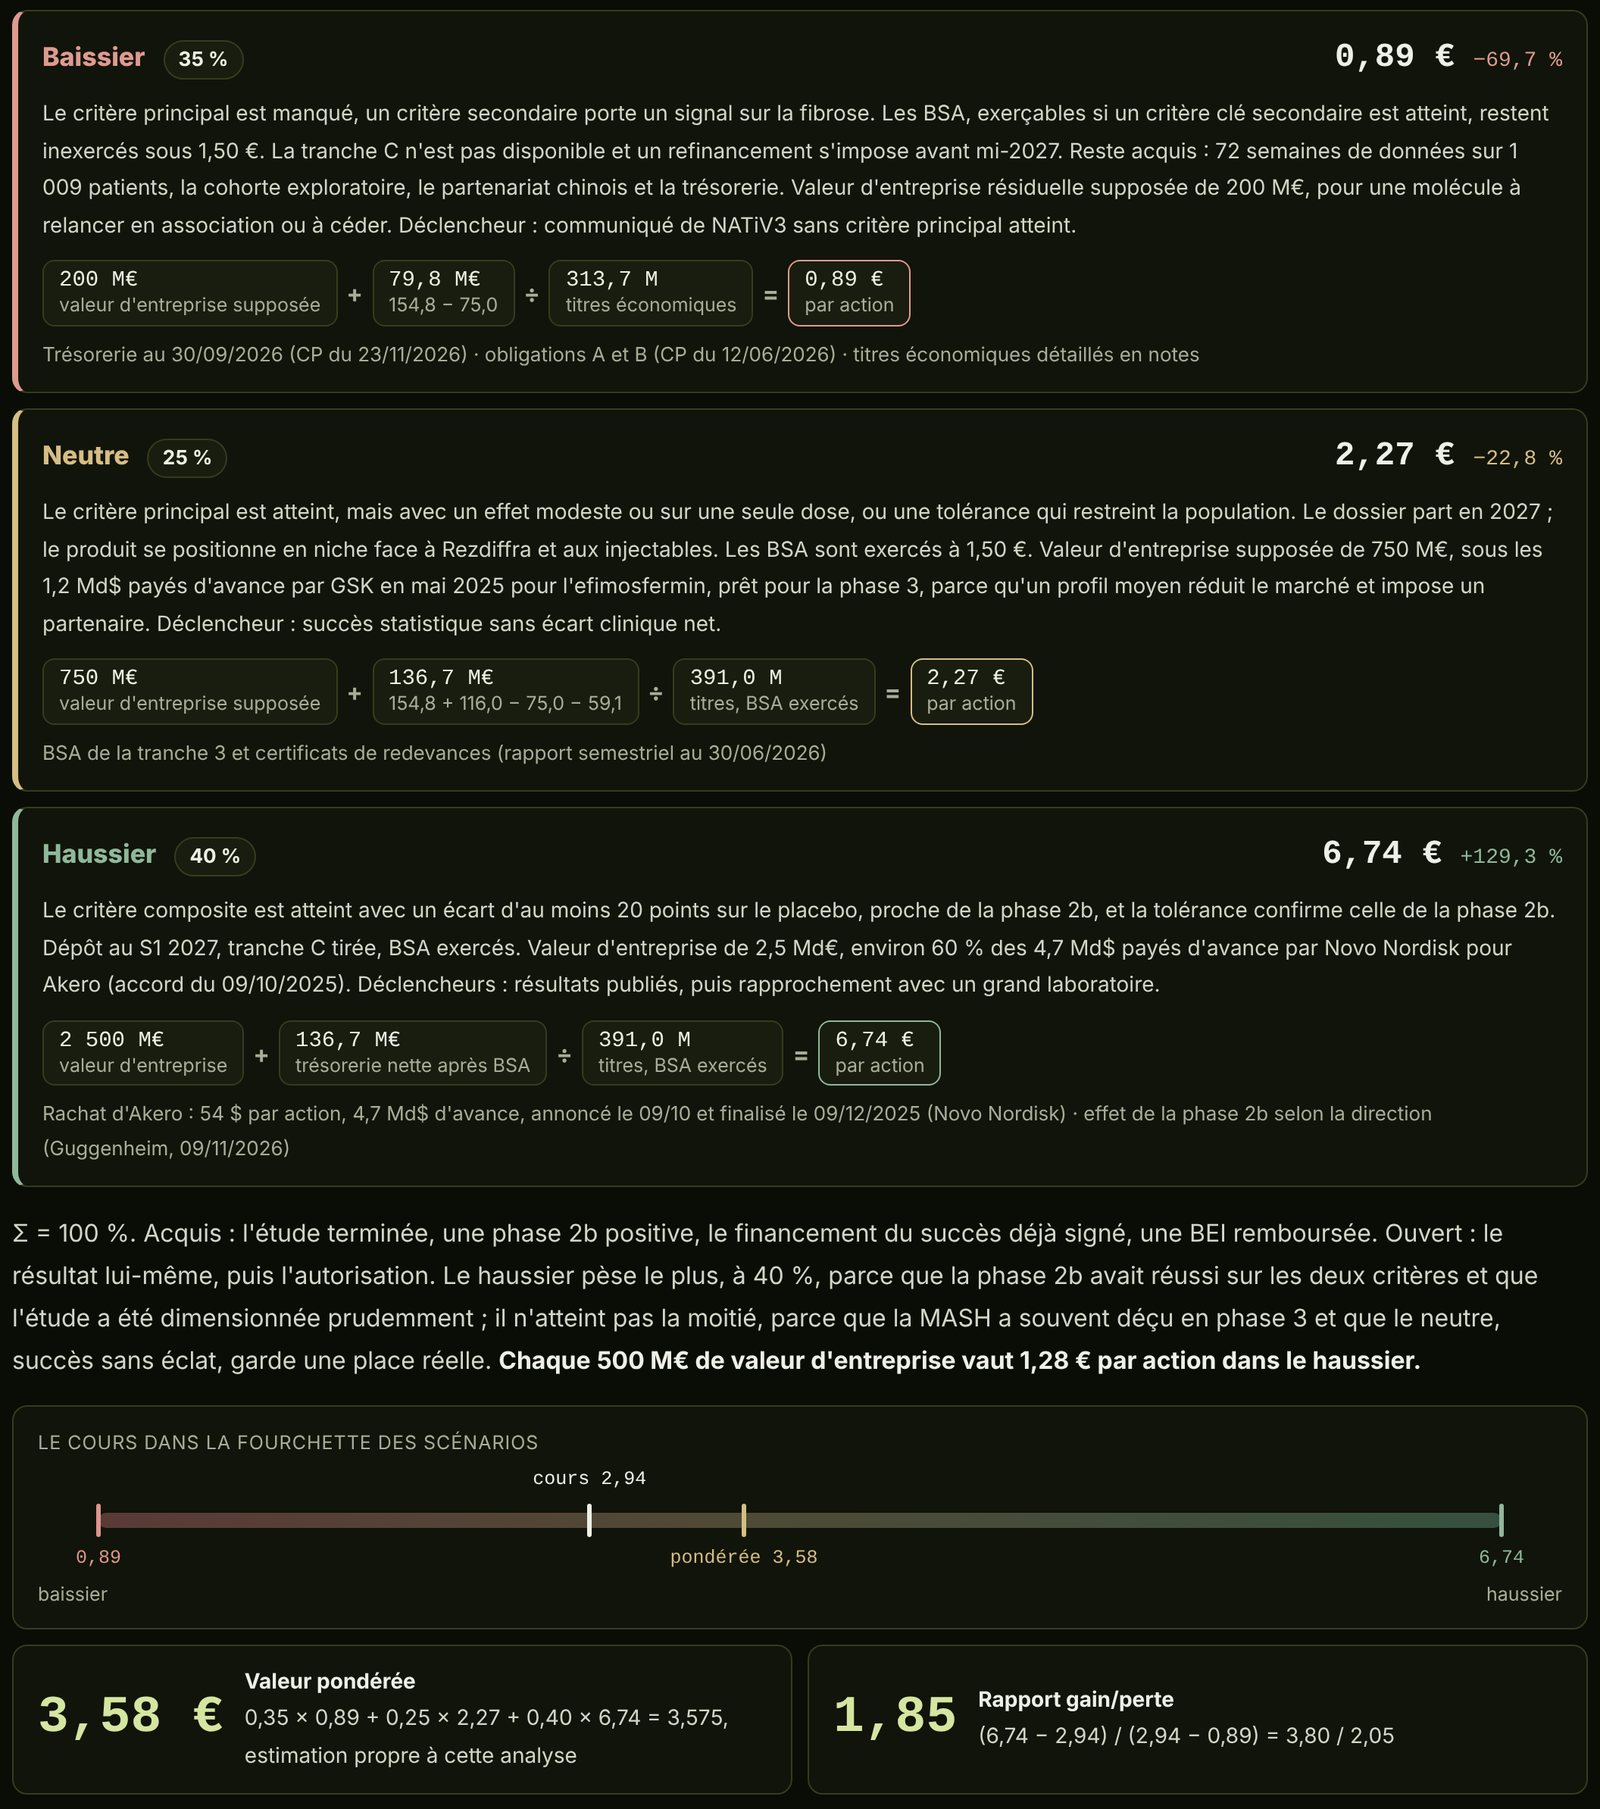 Baissier 35 % 0,89 € −69,7 %
Le critère principal est manqué, un critère secondaire porte un signal sur la fibrose. Les BSA, exerçables si un critère clé secondaire est atteint, restent
inexercés sous 1,50 €. La tranche C n'est pas disponible et un refinancement s'impose avant mi-2027. Reste acquis : 72 semaines de données sur 1
009 patients, la cohorte exploratoire, le partenariat chinois et la trésorerie. Valeur d'entreprise résiduelle supposée de 200 M€, pour une molécule à
relancer en association ou à céder. Déclencheur : communiqué de NATiV3 sans critère principal atteint.
200 M€ + 79,8 M€ ÷ 313,7 M = 0,89 €
valeur d'entreprise supposée 154,8 − 75,0 titres économiques par action
Trésorerie au 30/09/2026 (CP du 23/11/2026) · obligations A et B (CP du 12/06/2026) · titres économiques détaillés en notes
Neutre 25 % 2,27 € −22,8 %
Le critère principal est atteint, mais avec un effet modeste ou sur une seule dose, ou une tolérance qui restreint la population. Le dossier part en 2027 ;
le produit se positionne en niche face à Rezdiffra et aux injectables. Les BSA sont exercés à 1,50 €. Valeur d'entreprise supposée de 750 M€, sous les
1,2 Md$ payés d'avance par GSK en mai 2025 pour l'efimosfermin, prêt pour la phase 3, parce qu'un profil moyen réduit le marché et impose un
partenaire. Déclencheur : succès statistique sans écart clinique net.
750 M€ + 136,7 M€ ÷ 391,0 M = 2,27 €
valeur d'entreprise supposée 154,8 + 116,0 − 75,0 − 59,1 titres, BSA exercés par action
BSA de la tranche 3 et certificats de redevances (rapport semestriel au 30/06/2026)
Haussier 40 % 6,74 € +129,3 %
Le critère composite est atteint avec un écart d'au moins 20 points sur le placebo, proche de la phase 2b, et la tolérance confirme celle de la phase 2b.
Dépôt au S1 2027, tranche C tirée, BSA exercés. Valeur d'entreprise de 2,5 Md€, environ 60 % des 4,7 Md$ payés d'avance par Novo Nordisk pour
Akero (accord du 09/10/2025). Déclencheurs : résultats publiés, puis rapprochement avec un grand laboratoire.
2 500 M€ + 136,7 M€ ÷ 391,0 M = 6,74 €
valeur d'entreprise trésorerie nette après BSA titres, BSA exercés par action
Rachat d'Akero : 54 $ par action, 4,7 Md$ d'avance, annoncé le 09/10 et finalisé le 09/12/2025 (Novo Nordisk) · effet de la phase 2b selon la direction
(Guggenheim, 09/11/2026)
Σ = 100 %. Acquis : l'étude terminée, une phase 2b positive, le financement du succès déjà signé, une BEI remboursée. Ouvert : le
résultat lui-même, puis l'autorisation. Le haussier pèse le plus, à 40 %, parce que la phase 2b avait réussi sur les deux critères et que
l'étude a été dimensionnée prudemment ; il n'atteint pas la moitié, parce que la MASH a souvent déçu en phase 3 et que le neutre,
succès sans éclat, garde une place réelle. Chaque 500 M€ de valeur d'entreprise vaut 1,28 € par action dans le haussier.
LE COURS DANS LA FOURCHETTE DES SCÉNARIOS
cours 2,94
0,89 pondérée 3,58 6,74
baissier haussier
3,58 €
Valeur pondérée
0,35 × 0,89 + 0,25 × 2,27 + 0,40 × 6,74 = 3,575,
estimation propre à cette analyse
1,85
Rapport gain/perte
(6,74 − 2,94) / (2,94 − 0,89) = 3,80 / 2,05